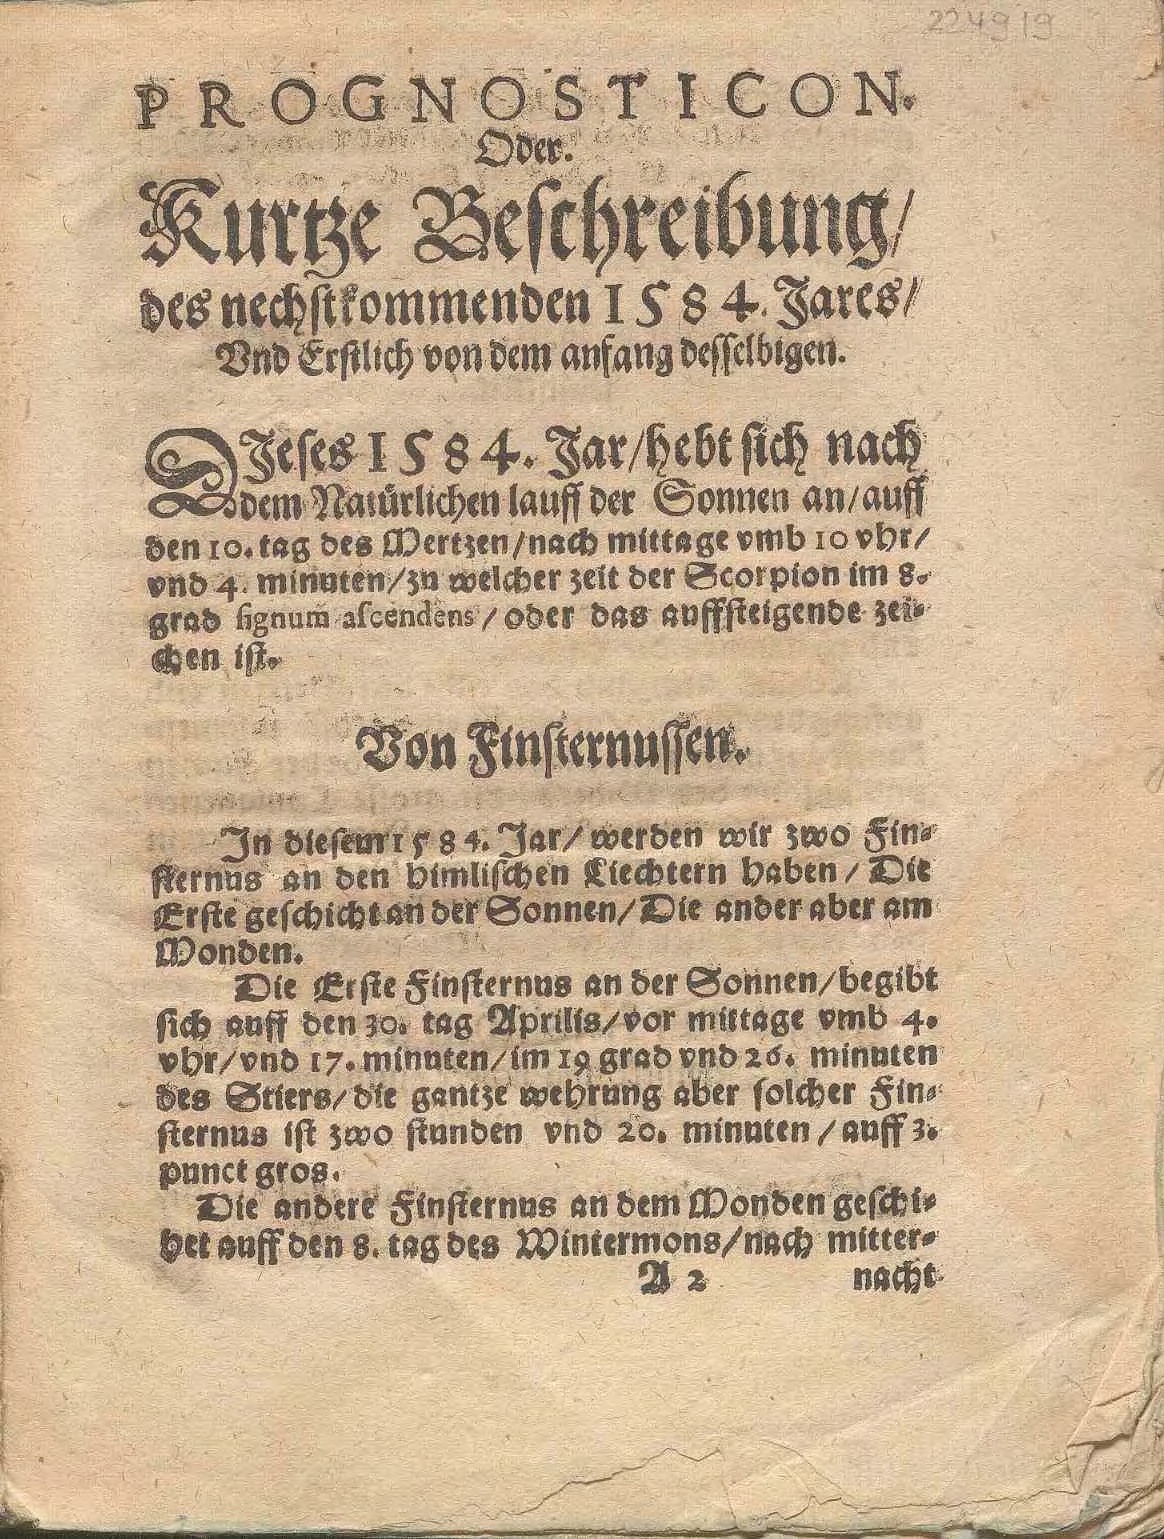 224919
PROGNOSTICON.
Oder.
Kurtze Beschreibung/
des nechstkommenden 1584. Jares/
Vnd Erstlich von dem anfang desselbigen.
DJeses 1584. Jar/hebt sich nach
dem Natürlichen lauff der Sonnen an/auff
den 10. tag des Mertzen/nach mittage vmb 10 vhr/
vnd 4. minuten/zu welcher zeit der Scorpion im 8.
grad signum ascendens/oder das auffsteigende zei-
chen ist.
Von Finsternussen.
In diesem 1584. Jar/ werden wir zwo Fin-
sternus an den himlischen Liechtern haben/ Die
Erste geschicht an der Sonnen/Die ander aber am
Monden.
Die Erste Finsternus an der Sonnen/begibt
sich auff den 30. tag Aprilis/vor mittage vmb 4.
vhr/vnd 17. minuten/im 19 grad vnd 26. minuten
des Stiers/die gantze wehrung aber solcher Fin-
sternus ist zwo stunden vnd 20. minuten/auff 3.
punct gros.
Die andere Finsternus an dem Monden geschi-
het auff den 8. tag des Wintermons/nach mitter-
A 2 nacht